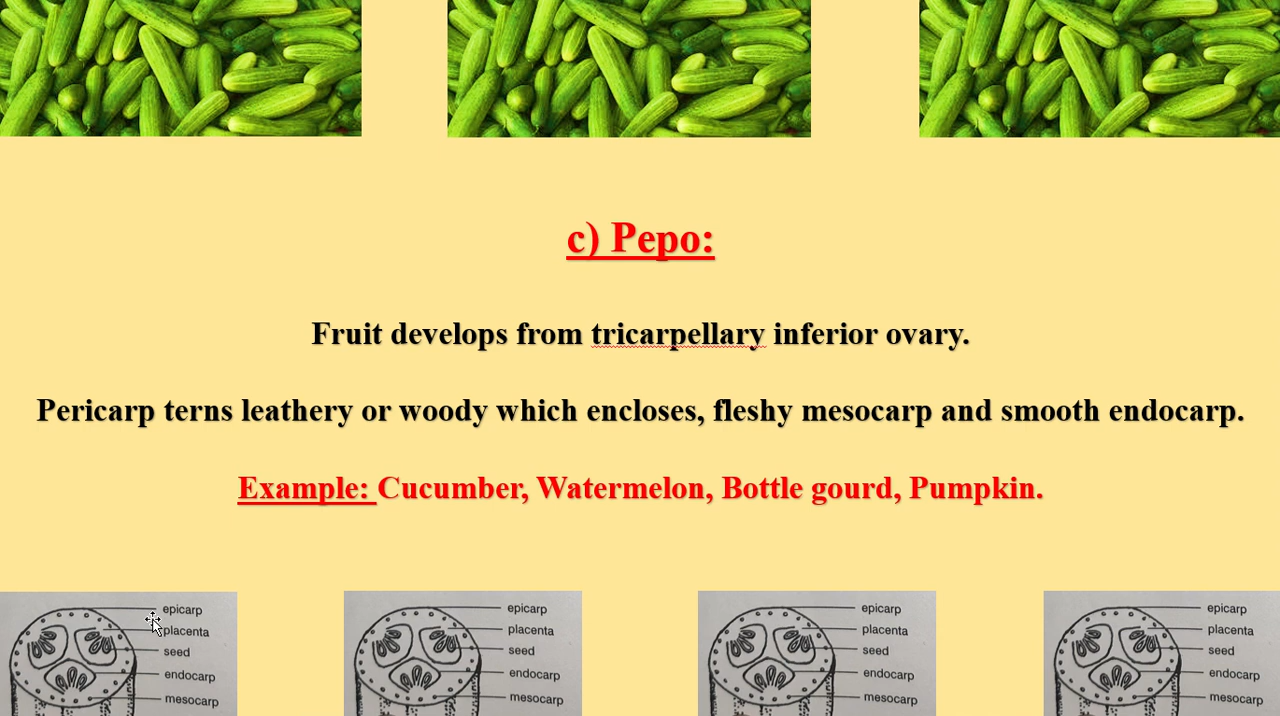 c) Pepo:
Fruit develops from tricarpellary inferior ovary.
Pericarp terns leathery or woody which encloses, fleshy mesocarp and smooth endocarp.
Example: Cucumber, Watermelon, Bottle gourd, Pumpkin.
epicarp
placenta
seed
endocarp
mesocarp
epicarp
placenta
seed
endocarp
mesocarp
epicarp
placenta
seed
endocarp
mesocarp
epicarp
placenta
seed
endocarp
mesocarp